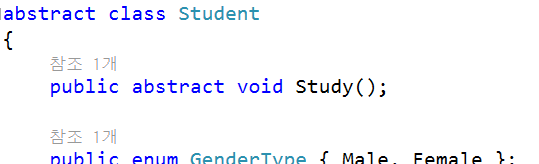 abstract class Student
{
참조 1개
public abstract void Study();
참조 1개
public enum GenderType { Male, Female };